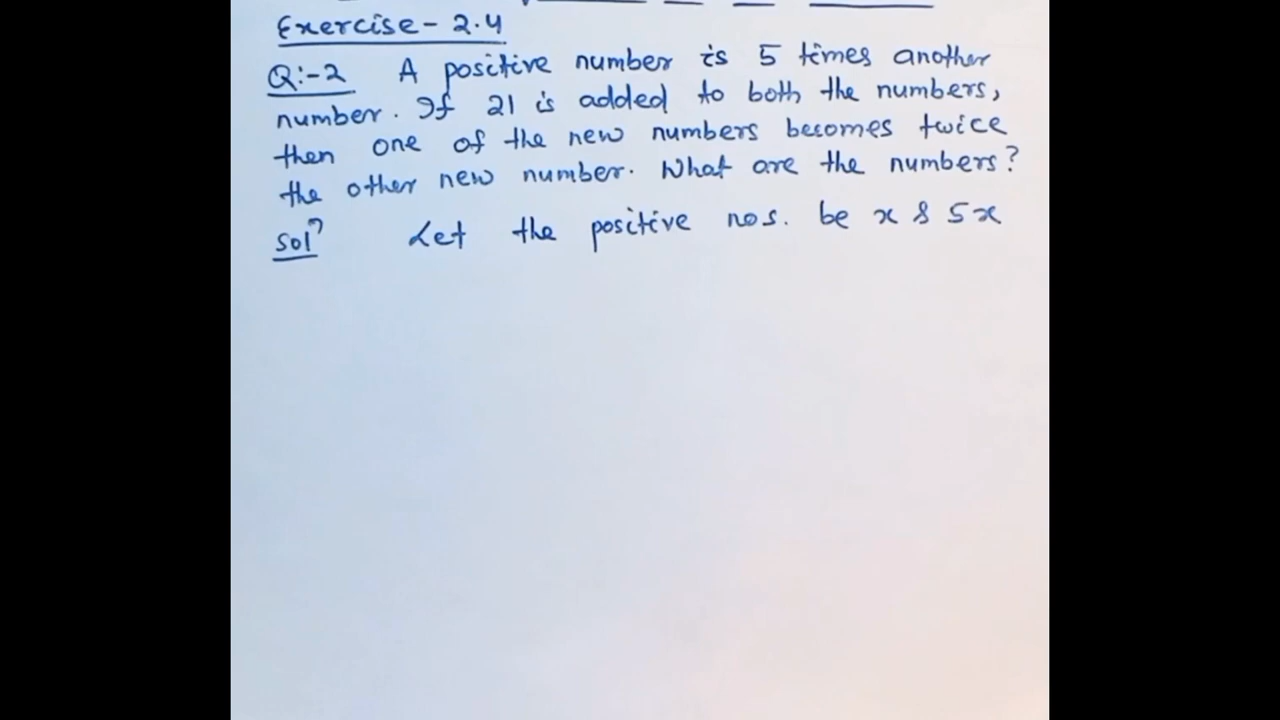 Exercise - 2.4
Q:-2 A positive number is 5 times another
number. If 21 is added to both the numbers,
then one of the new numbers becomes twice
the other new number. What are the numbers?
Solⁿ Let the positive nos. be x & 5x